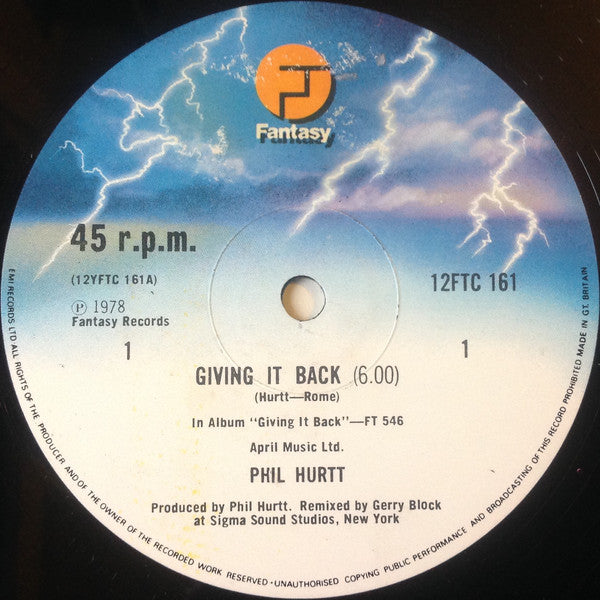 Fantasy
45 r.p.m.
(12YFTC 161A)
12FTC 161
Ⓟ 1978
Fantasy Records
1
1
GIVING IT BACK (6.00)
(Hurtt—Rome)
In Album "Giving It Back"—FT 546
April Music Ltd.
PHIL HURTT
Produced by Phil Hurtt. Remixed by Gerry Block
at Sigma Sound Studios, New York
EMI RECORDS LTD ALL RIGHTS OF THE PRODUCER AND OF THE OWNER OF THE RECORDED WORK RESERVED · UNAUTHORISED COPYING PUBLIC PERFORMANCE AND BROADCASTING OF THIS RECORD PROHIBITED MADE IN GT. BRITAIN